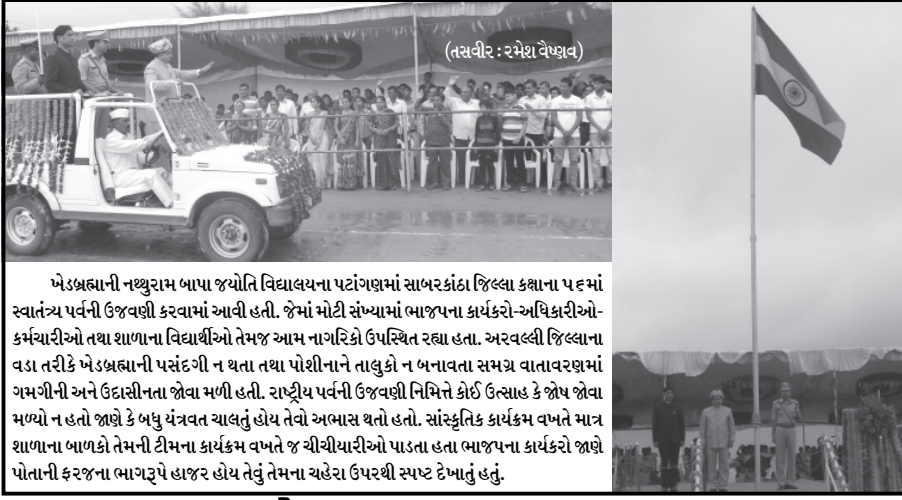 (તસવીર : રમેશ વૈષ્ણવ)
ખેડબ્રહ્માની નથ્થુરામ બાપા જયોતિ વિદ્યાલયના પટાંગણમાં સાબરકાંઠા જિલ્લા કક્ષાના ૫૬માં
સ્વાતંત્ર્ય પર્વની ઉજવણી કરવામાં આવી હતી. જેમાં મોટી સંખ્યામાં ભાજપના કાર્યકરો-અધિકારીઓ-
કર્મચારીઓ તથા શાળાના વિદ્યાર્થીઓ તેમજ આમ નાગરિકો ઉપસ્થિત રહ્યા હતા. અરવલ્લી જિલ્લાના
વડા તરીકે ખેડબ્રહ્માની પસંદગી ન થતા તથા પોશીનાને તાલુકો ન બનાવતા સમગ્ર વાતાવરણમાં
ગમગીની અને ઉદાસીનતા જોવા મળી હતી. રાષ્ટ્રીય પર્વની ઉજવણી નિમિત્તે કોઈ ઉત્સાહ કે જોષ જોવા
મળ્યો ન હતો જાણે કે બધુ યંત્રવત ચાલતું હોય તેવો અભાસ થતો હતો. સાંસ્કૃતિક કાર્યક્રમ વખતે માત્ર
શાળાના બાળકો તેમની ટીમના કાર્યક્રમ વખતે જ ચીચીયારીઓ પાડતા હતા ભાજપના કાર્યકરો જાણે
પોતાની ફરજના ભાગરૂપે હાજર હોય તેવું તેમના ચહેરા ઉપરથી સ્પષ્ટ દેખાતું હતું.